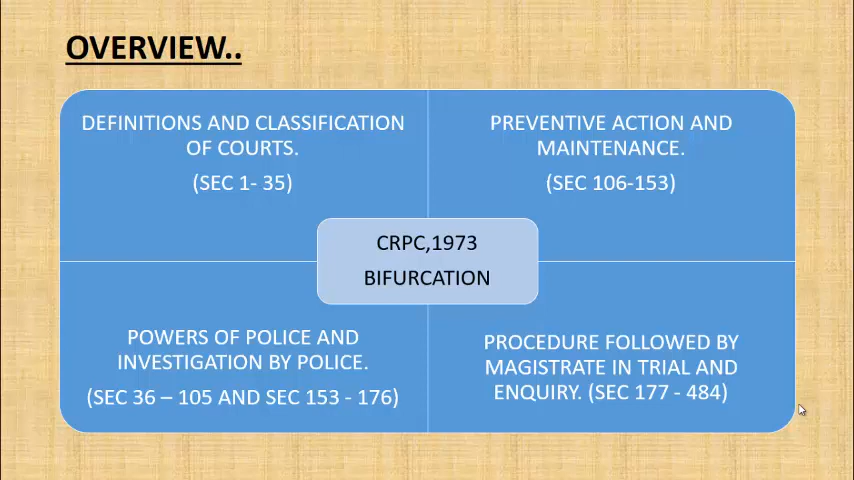 OVERVIEW..
DEFINITIONS AND CLASSIFICATION
OF COURTS.
(SEC 1- 35)
PREVENTIVE ACTION AND
MAINTENANCE.
(SEC 106-153)
CRPC,1973
BIFURCATION
POWERS OF POLICE AND
INVESTIGATION BY POLICE.
(SEC 36 – 105 AND SEC 153 - 176)
PROCEDURE FOLLOWED BY
MAGISTRATE IN TRIAL AND
ENQUIRY. (SEC 177 - 484)